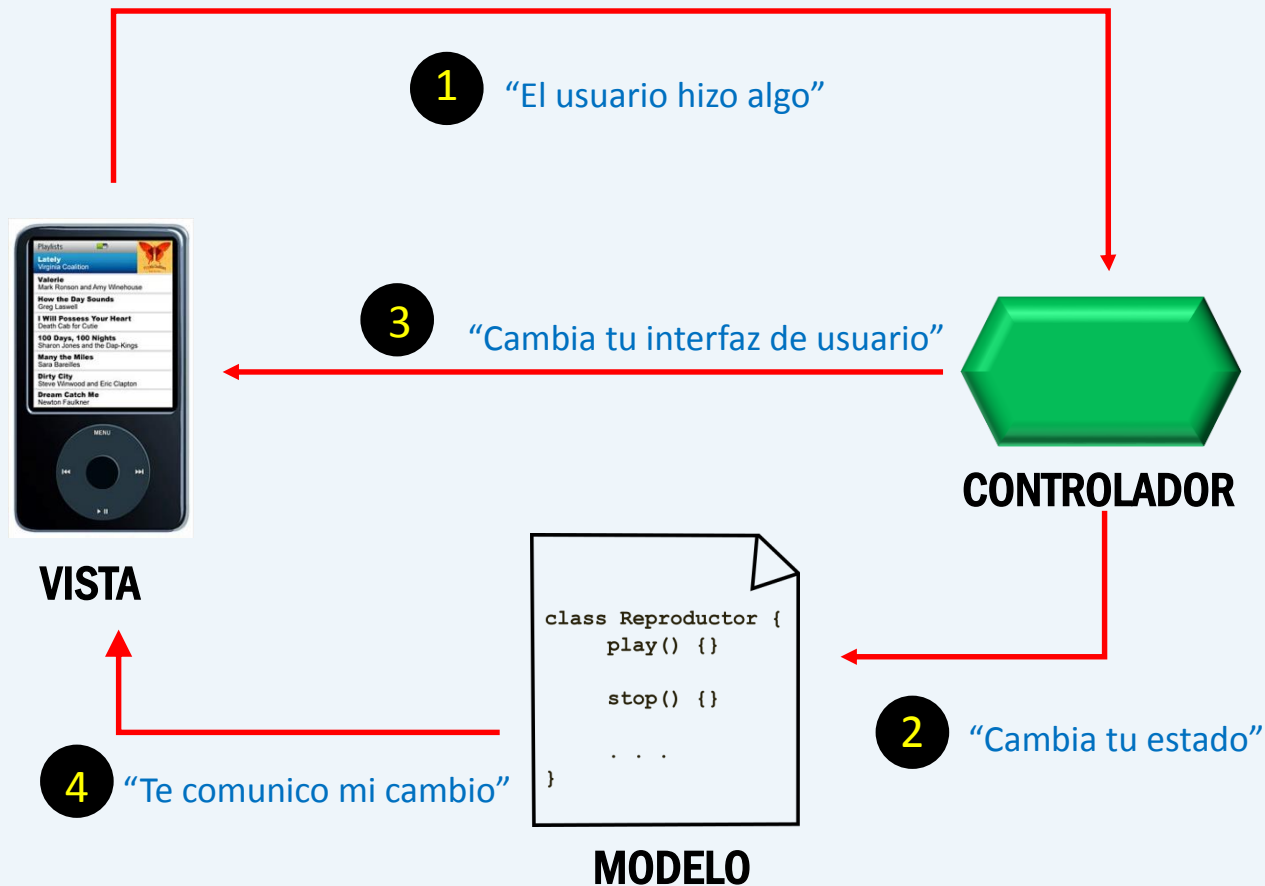 1
“El usuario hizo algo”
Playlists
Lately
Virginia Coalition
Valerie
Mark Ronson and Amy Winehouse
How the Day Sounds
Greg Laswell
I Will Possess Your Heart
Death Cab for Cutie
100 Days, 100 Nights
Sharon Jones and the Dap-Kings
Many the Miles
Sara Bareilles
Dirty City
Steve Winwood and Eric Clapton
Dream Catch Me
Newton Faulkner
MENU
3
“Cambia tu interfaz de usuario”
CONTROLADOR
VISTA
class Reproductor {
play() {}
stop() {}
. . .
}
2
“Cambia tu estado”
4
“Te comunico mi cambio”
MODELO